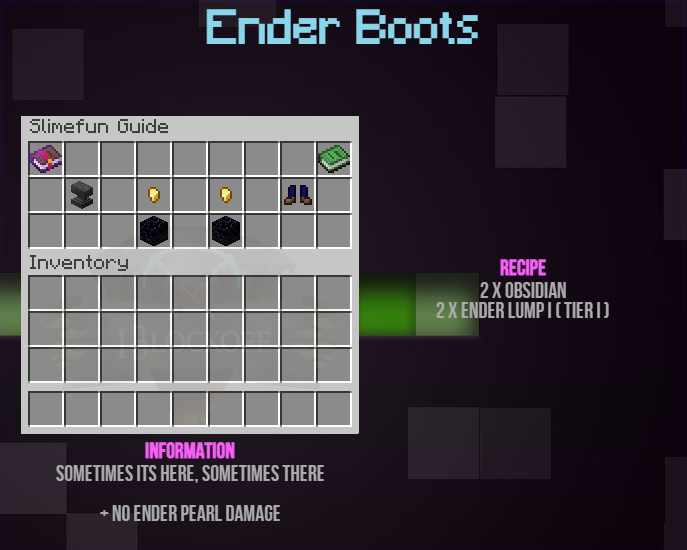 Ender Boots
Slimefun Guide
Inventory
IBLOCKOFF
RECIPE
2 X OBSIDIAN
2 X ENDER LUMP I ( TIER I )
INFORMATION
SOMETIMES ITS HERE, SOMETIMES THERE
+ NO ENDER PEARL DAMAGE